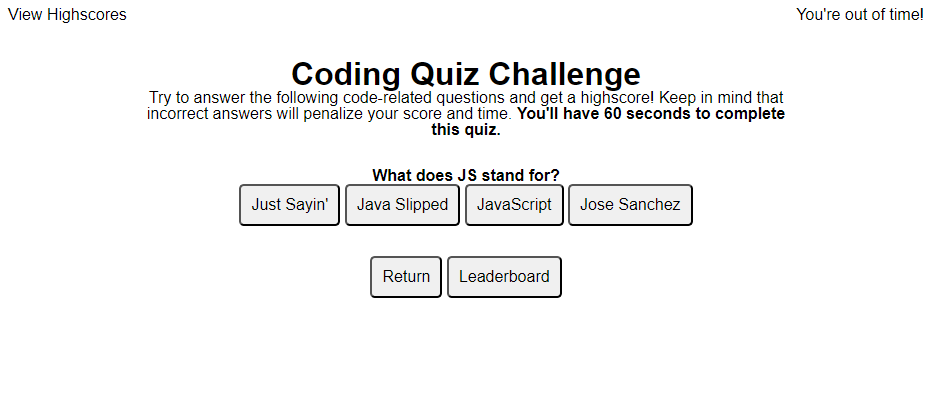 View Highscores
You're out of time!
Coding Quiz Challenge
Try to answer the following code-related questions and get a highscore! Keep in mind that
incorrect answers will penalize your score and time. You'll have 60 seconds to complete
this quiz.
What does JS stand for?
Just Sayin' Java Slipped JavaScript Jose Sanchez
Return Leaderboard